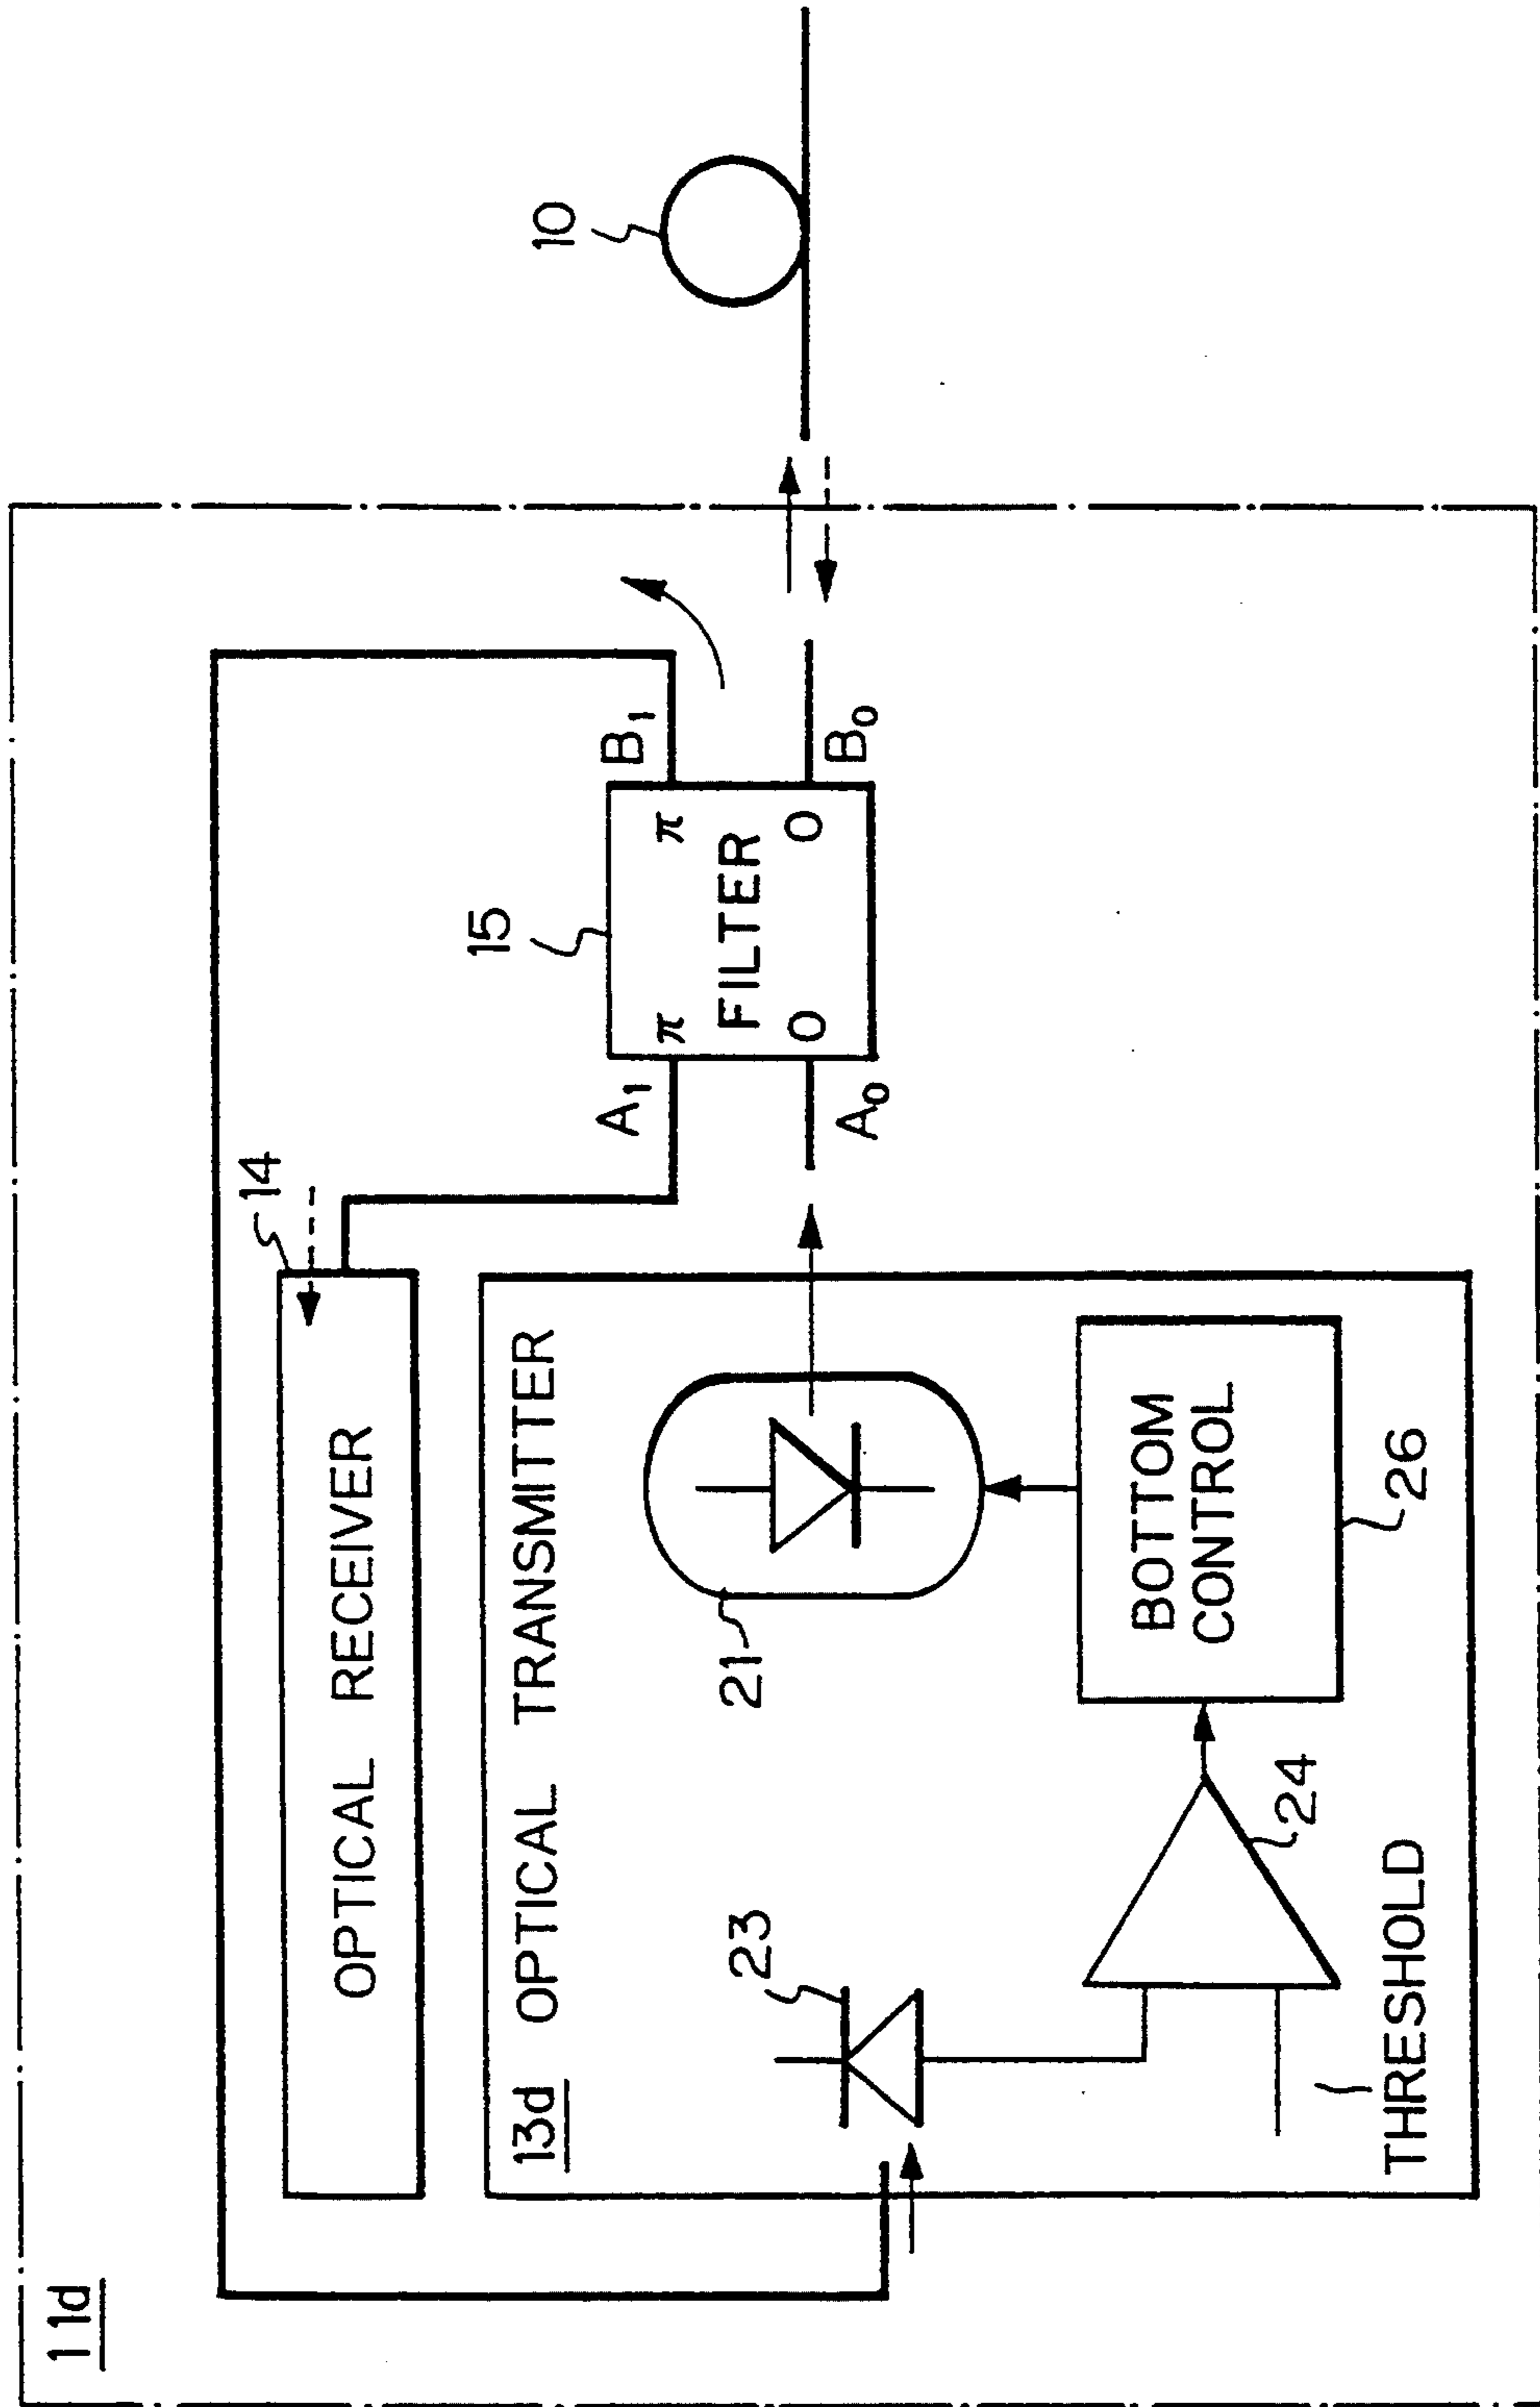 11d
14
OPTICAL RECEIVER
13d OPTICAL TRANSMITTER
23
24
THRESHOLD
21
BOTTOM
CONTROL
26
15
A1
B1
π π
FILTER
0 0
A0
B0
10